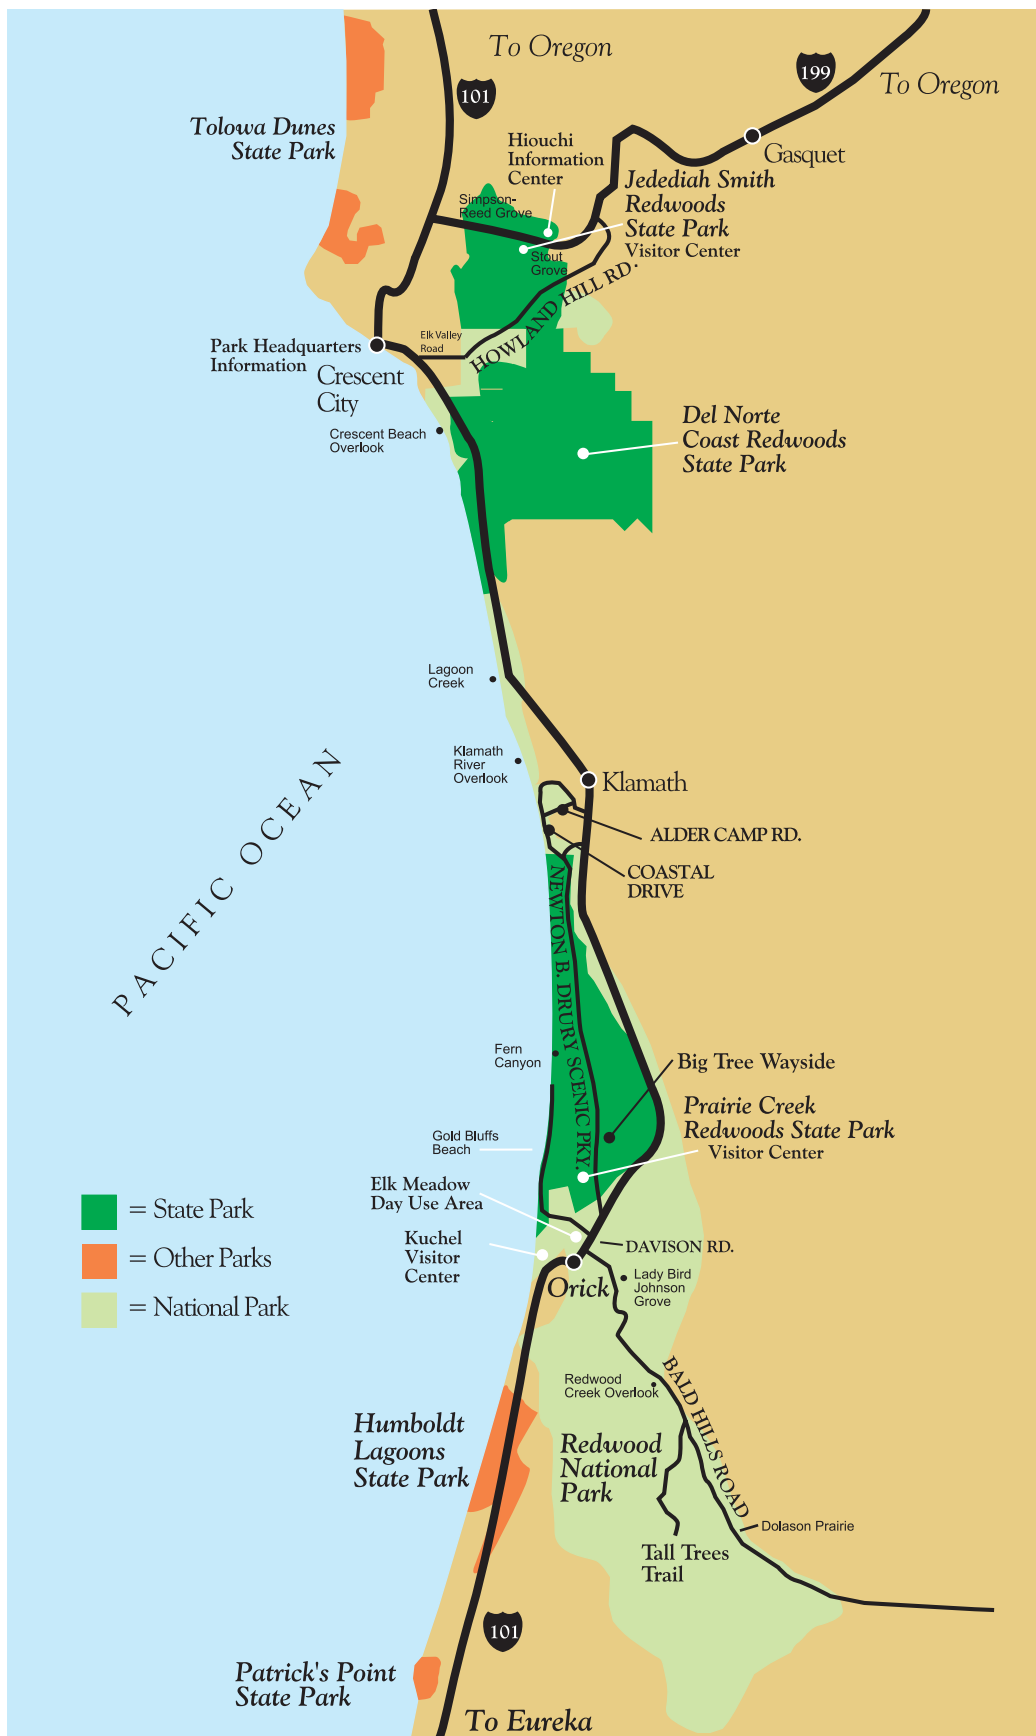 To Oregon
199
To Oregon
101
Tolowa Dunes
State Park
Hiouchi
Information
Center
Gasquet
Jedediah Smith
Redwoods
State Park
Visitor Center
Simpson-
Reed Grove
Stout
Grove
HOWLAND HILL RD.
Elk Valley
Road
Park Headquarters
Information
Crescent
City
Crescent Beach
Overlook
Del Norte
Coast Redwoods
State Park
Lagoon
Creek
Klamath
River
Overlook
Klamath
PACIFIC OCEAN
ALDER CAMP RD.
COASTAL
DRIVE
NEWTON B. DRURY SCENIC PKY.
Fern
Canyon
Big Tree Wayside
Prairie Creek
Redwoods State Park
Visitor Center
Gold Bluffs
Beach
Elk Meadow
Day Use Area
Kuchel
Visitor
Center
= State Park
= Other Parks
= National Park
DAVISON RD.
Orick
Lady Bird
Johnson
Grove
Redwood
Creek Overlook
BALD HILLS ROAD
Humboldt
Lagoons
State Park
Redwood
National
Park
Dolason Prairie
Tall Trees
Trail
101
Patrick's Point
State Park
To Eureka